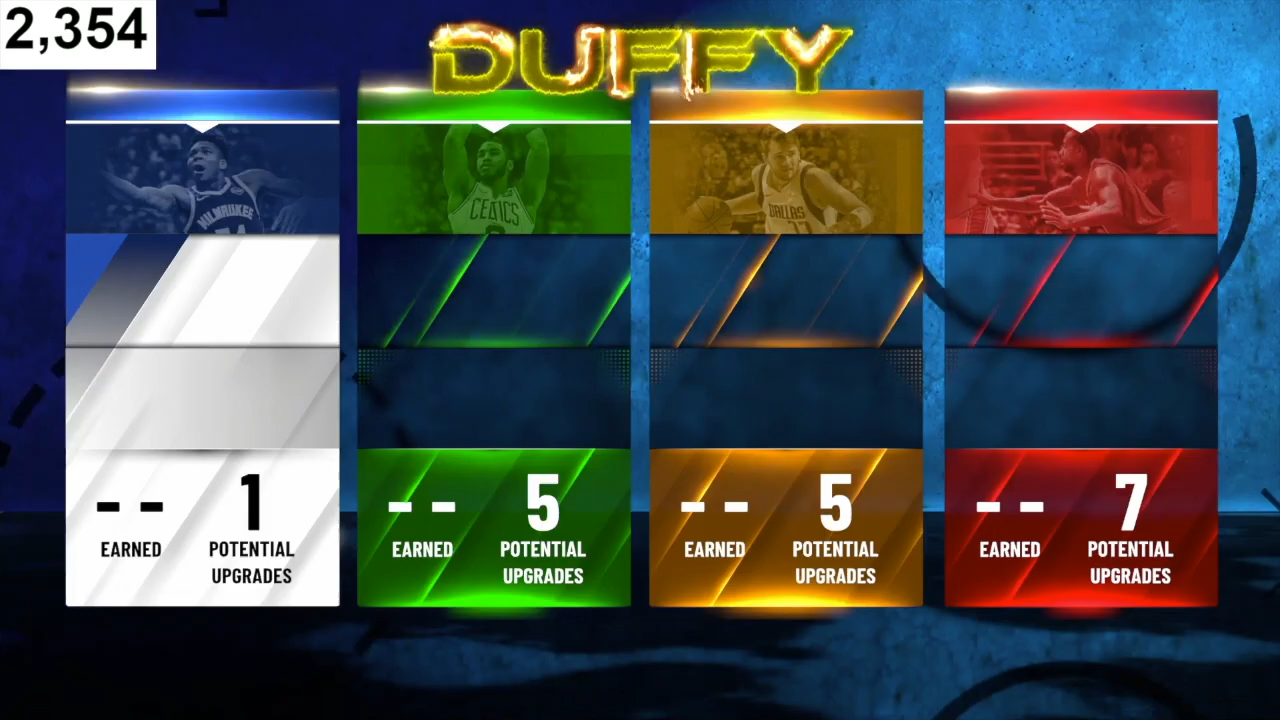 2,354
DUFFY
MILWAUKEE
CELTICS
DALLAS
- - 1
EARNED POTENTIAL
UPGRADES
- - 5
EARNED POTENTIAL
UPGRADES
- - 5
EARNED POTENTIAL
UPGRADES
- - 7
EARNED POTENTIAL
UPGRADES